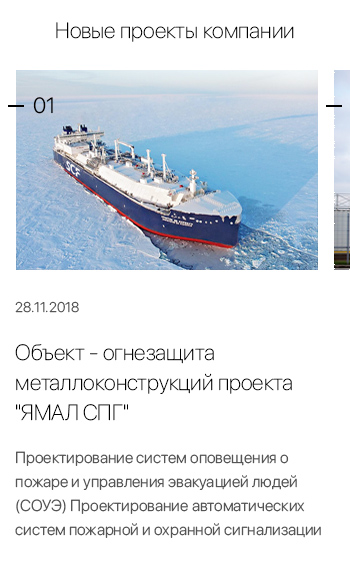 Новые проекты компании
01
SCF
28.11.2018
Объект - огнезащита
металлоконструкций проекта
"ЯМАЛ СПГ"
Проектирование систем оповещения о
пожаре и управления эвакуацией людей
(СОУЭ) Проектирование автоматических
систем пожарной и охранной сигнализации